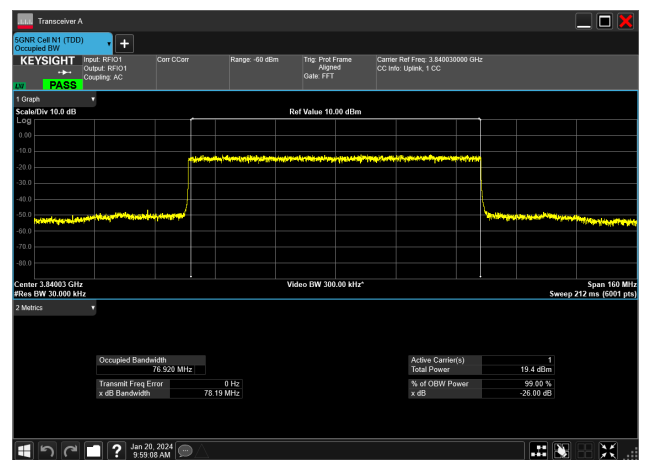 Transceiver A
5GNR Cell N1 (TDD)
Occupied BW
KEYSIGHT
Input: RFIO1
Output: RFIO1
Coupling: AC
Corr CCorr
Range: -60 dBm
Trig: Prot Frame
Aligned
Gate: FFT
Carrier Ref Freq: 3.840030000 GHz
CC Info: Uplink, 1 CC
LV
PASS
1 Graph
Scale/Div 10.0 dB
Ref Value 10.00 dBm
Log
0.00
-10.0
-20.0
-30.0
-40.0
-50.0
-60.0
-70.0
-80.0
Center 3.84003 GHz
Video BW 300.00 kHz*
Span 160 MHz
#Res BW 30.000 kHz
Sweep 212 ms (6001 pts)
2 Metrics
Occupied Bandwidth
76.920 MHz
Active Carrier(s) 1
Total Power 19.4 dBm
Transmit Freq Error 0 Hz
x dB Bandwidth 78.19 MHz
% of OBW Power 99.00 %
x dB -26.00 dB
Jan 20, 2024
9:59:08 AM